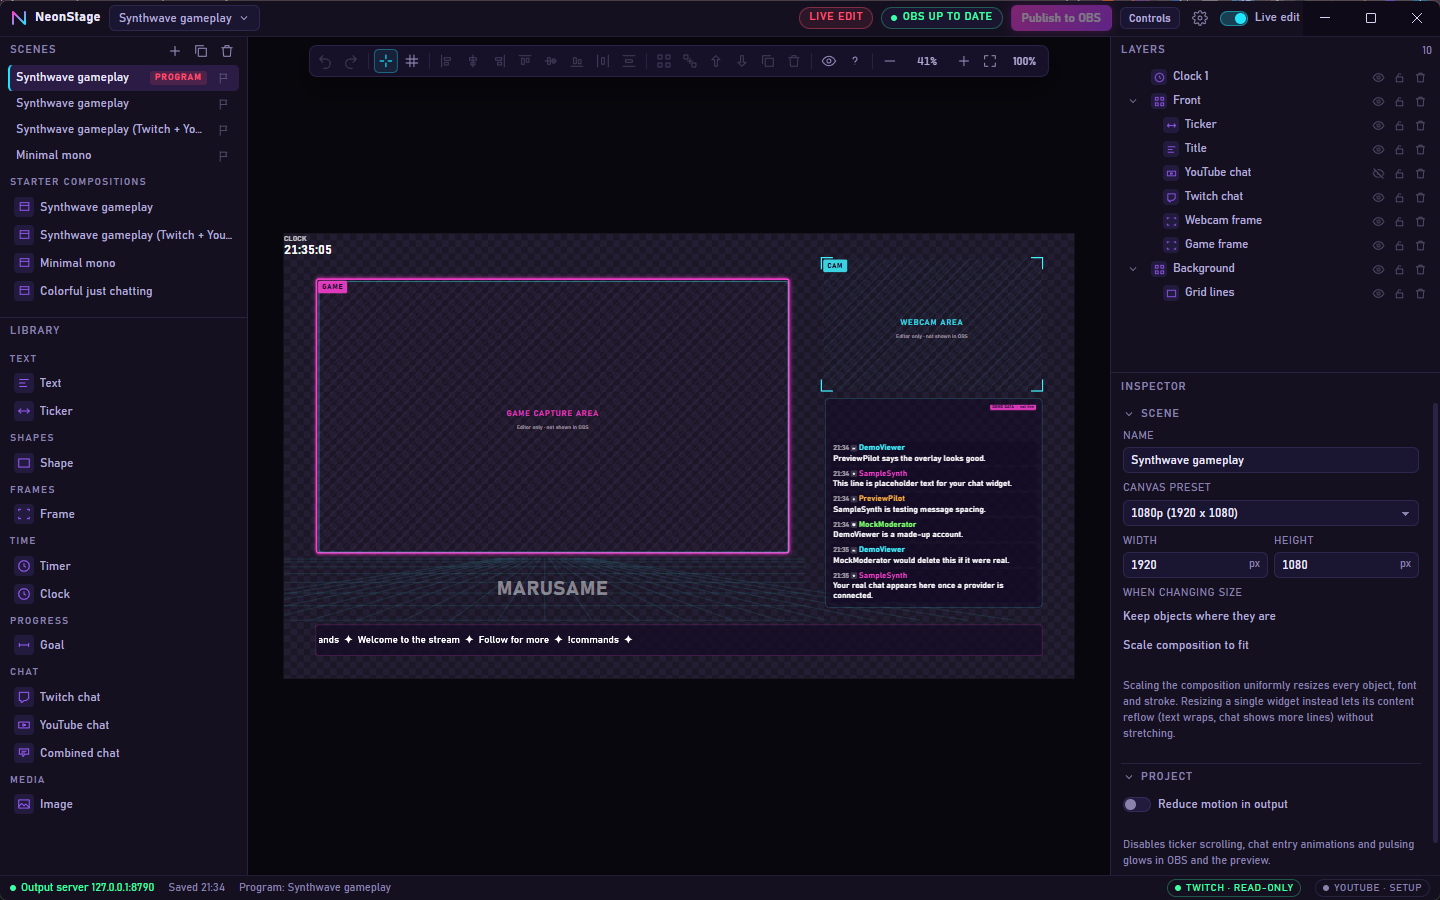 NeonStage
Synthwave gameplay
LIVE EDIT
OBS UP TO DATE
Publish to OBS
Controls
Live edit
SCENES
Synthwave gameplay
PROGRAM
Synthwave gameplay
Synthwave gameplay (Twitch + Yo...
Minimal mono
STARTER COMPOSITIONS
Synthwave gameplay
Synthwave gameplay (Twitch + You...
Minimal mono
Colorful just chatting
LIBRARY
TEXT
Text
Ticker
SHAPES
Shape
FRAMES
Frame
TIME
Timer
Clock
PROGRESS
Goal
CHAT
Twitch chat
YouTube chat
Combined chat
MEDIA
Image
?
41%
100%
CLOCK
21:35:05
GAME
GAME CAPTURE AREA
Editor only · not shown in OBS
CAM
WEBCAM AREA
Editor only · not shown in OBS
21:34 DemoViewer
PreviewPilot says the overlay looks good.
21:34 SampleSynth
This line is placeholder text for your chat widget.
21:34 PreviewPilot
SampleSynth is testing message spacing.
21:34 MockModerator
DemoViewer is a made-up account.
21:35 DemoViewer
MockModerator would delete this if it were real.
21:35 SampleSynth
Your real chat appears here once a provider is
connected.
MARUSAME
ands ✦ Welcome to the stream ✦ Follow for more ✦ !commands ✦
LAYERS
10
Clock 1
Front
Ticker
Title
YouTube chat
Twitch chat
Webcam frame
Game frame
Background
Grid lines
INSPECTOR
SCENE
NAME
Synthwave gameplay
CANVAS PRESET
1080p (1920 x 1080)
WIDTH
HEIGHT
1920 px
1080 px
WHEN CHANGING SIZE
Keep objects where they are
Scale composition to fit
Scaling the composition uniformly resizes every object, font
and stroke. Resizing a single widget instead lets its content
reflow (text wraps, chat shows more lines) without
stretching.
PROJECT
Reduce motion in output
Disables ticker scrolling, chat entry animations and pulsing
glows in OBS and the preview.
Output server 127.0.0.1:8790
Saved 21:34
Program: Synthwave gameplay
TWITCH · READ-ONLY
YOUTUBE · SETUP